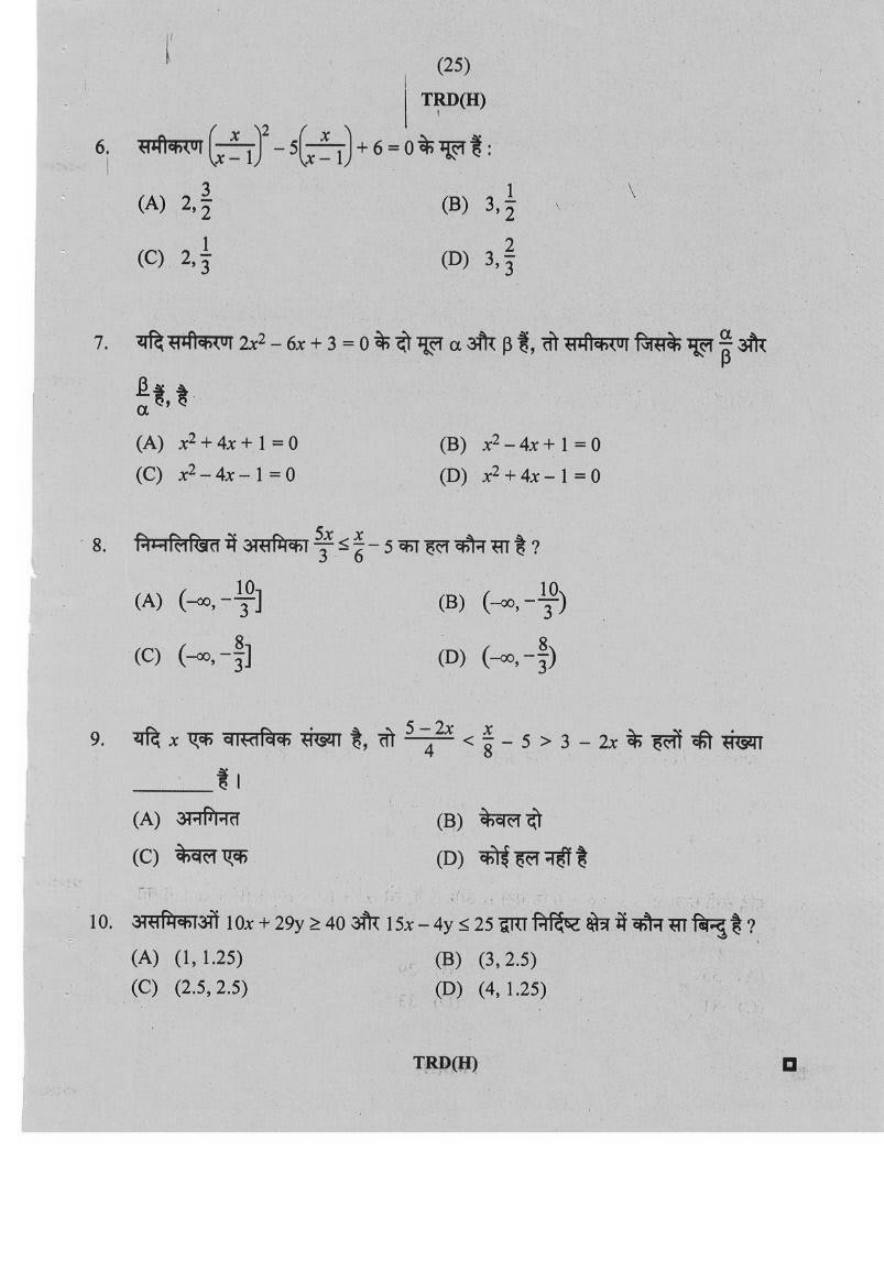 (25)
TRD(H)
6. समीकरण (x/(x – 1))² – 5(x/(x – 1)) + 6 = 0 के मूल हैं :
(A) 2, 3/2 (B) 3, 1/2
(C) 2, 1/3 (D) 3, 2/3
7. यदि समीकरण 2x² – 6x + 3 = 0 के दो मूल α और β हैं, तो समीकरण जिसके मूल α/β और
β/α हैं, है
(A) x² + 4x + 1 = 0 (B) x² – 4x + 1 = 0
(C) x² – 4x – 1 = 0 (D) x² + 4x – 1 = 0
8. निम्नलिखित में असमिका 5x/3 ≤ x/6 – 5 का हल कौन सा है ?
(A) (–∞, –10/3] (B) (–∞, –10/3)
(C) (–∞, –8/3] (D) (–∞, –8/3)
9. यदि x एक वास्तविक संख्या है, तो (5 – 2x)/4 < x/8 – 5 > 3 – 2x के हलों की संख्या
________ हैं ।
(A) अनगिनत (B) केवल दो
(C) केवल एक (D) कोई हल नहीं है
10. असमिकाओं 10x + 29y ≥ 40 और 15x – 4y ≤ 25 द्वारा निर्दिष्ट क्षेत्र में कौन सा बिन्दु है ?
(A) (1, 1.25) (B) (3, 2.5)
(C) (2.5, 2.5) (D) (4, 1.25)
TRD(H)